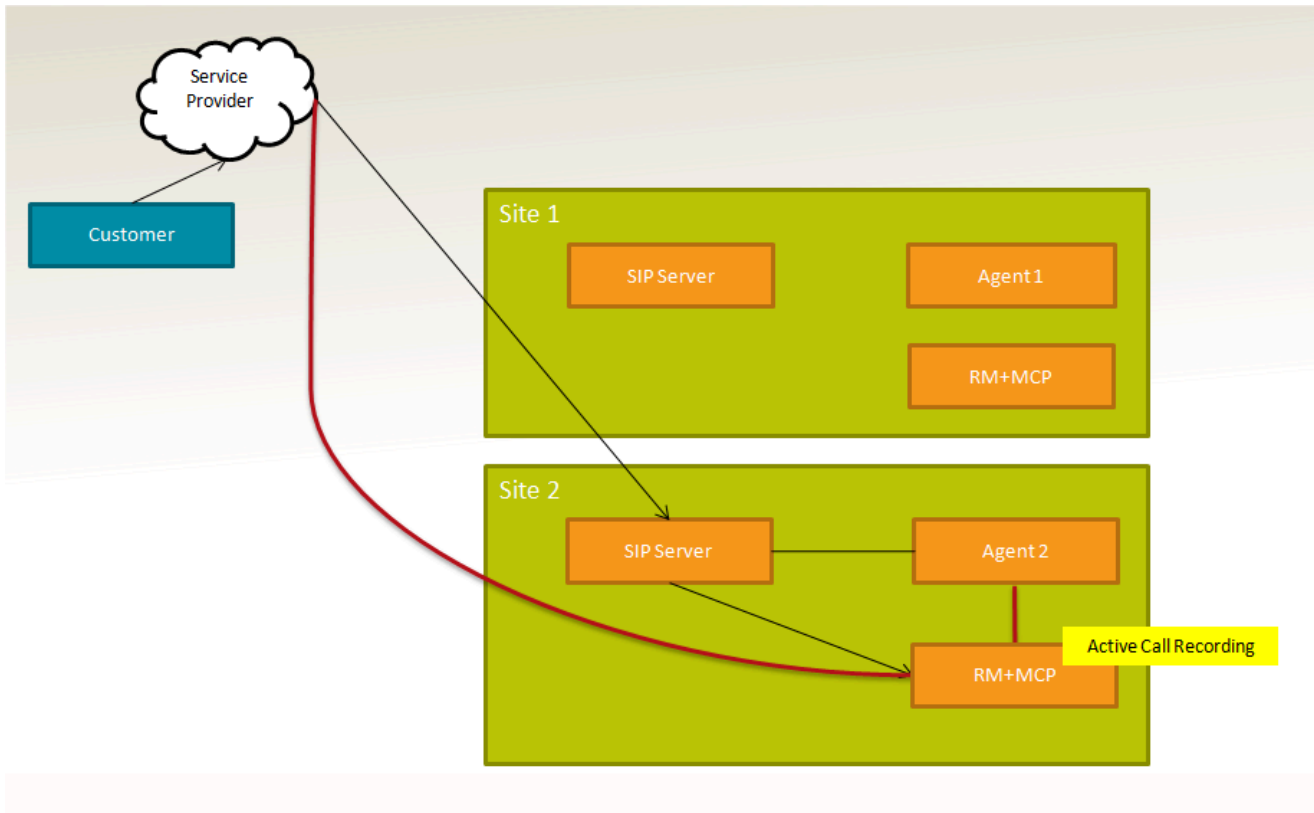 Service
Provider
Customer
Site 1
SIP Server
Agent 1
RM+MCP
Site 2
SIP Server
Agent 2
Active Call Recording
RM+MCP